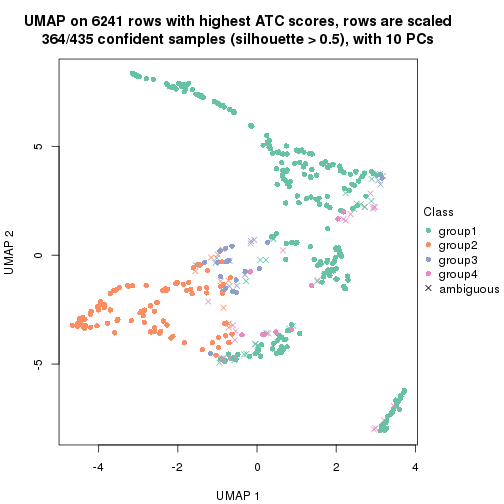 UMAP on 6241 rows with highest ATC scores, rows are scaled
364/435 confident samples (silhouette > 0.5), with 10 PCs
5
0
-5
UMAP 2
-4
-2
0
2
4
UMAP 1
Class
group1
group2
group3
group4
ambiguous